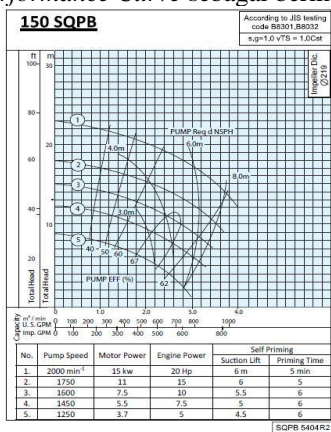 formance Curve sebagai beri
150 SQPB
According to JIS testing
code B8301,B8032
s,g=1,0 vTS = 1,0Cst
ft m
Impeller Dic.
∅219
100 30
80
60 20
40
10
20
Total Head
Total Head
1
2
3
4
5
PUMP Req,d NSPH
4.0m
6.0m
8.0m
3.0m
40 50 60
67
62
PUMP EFF (%)
Capacity
m³/min 0 1.0 2.0 3.0 4.0
U.S. GPM 0 100 200 300 400 500 600 700 800 1000
Imp. GPM 0 100 200 300 400 500 600 800
No. Pump Speed Motor Power Engine Power Self Priming
Suction Lift Priming Time
1. 2000 min⁻¹ 15 kw 20 Hp 6 m 5 min
2. 1750 11 15 6 5
3. 1600 7.5 10 5.5 6
4. 1450 5.5 7.5 5 6
5. 1250 3.7 5 4.5 6
SQPB 5404R2